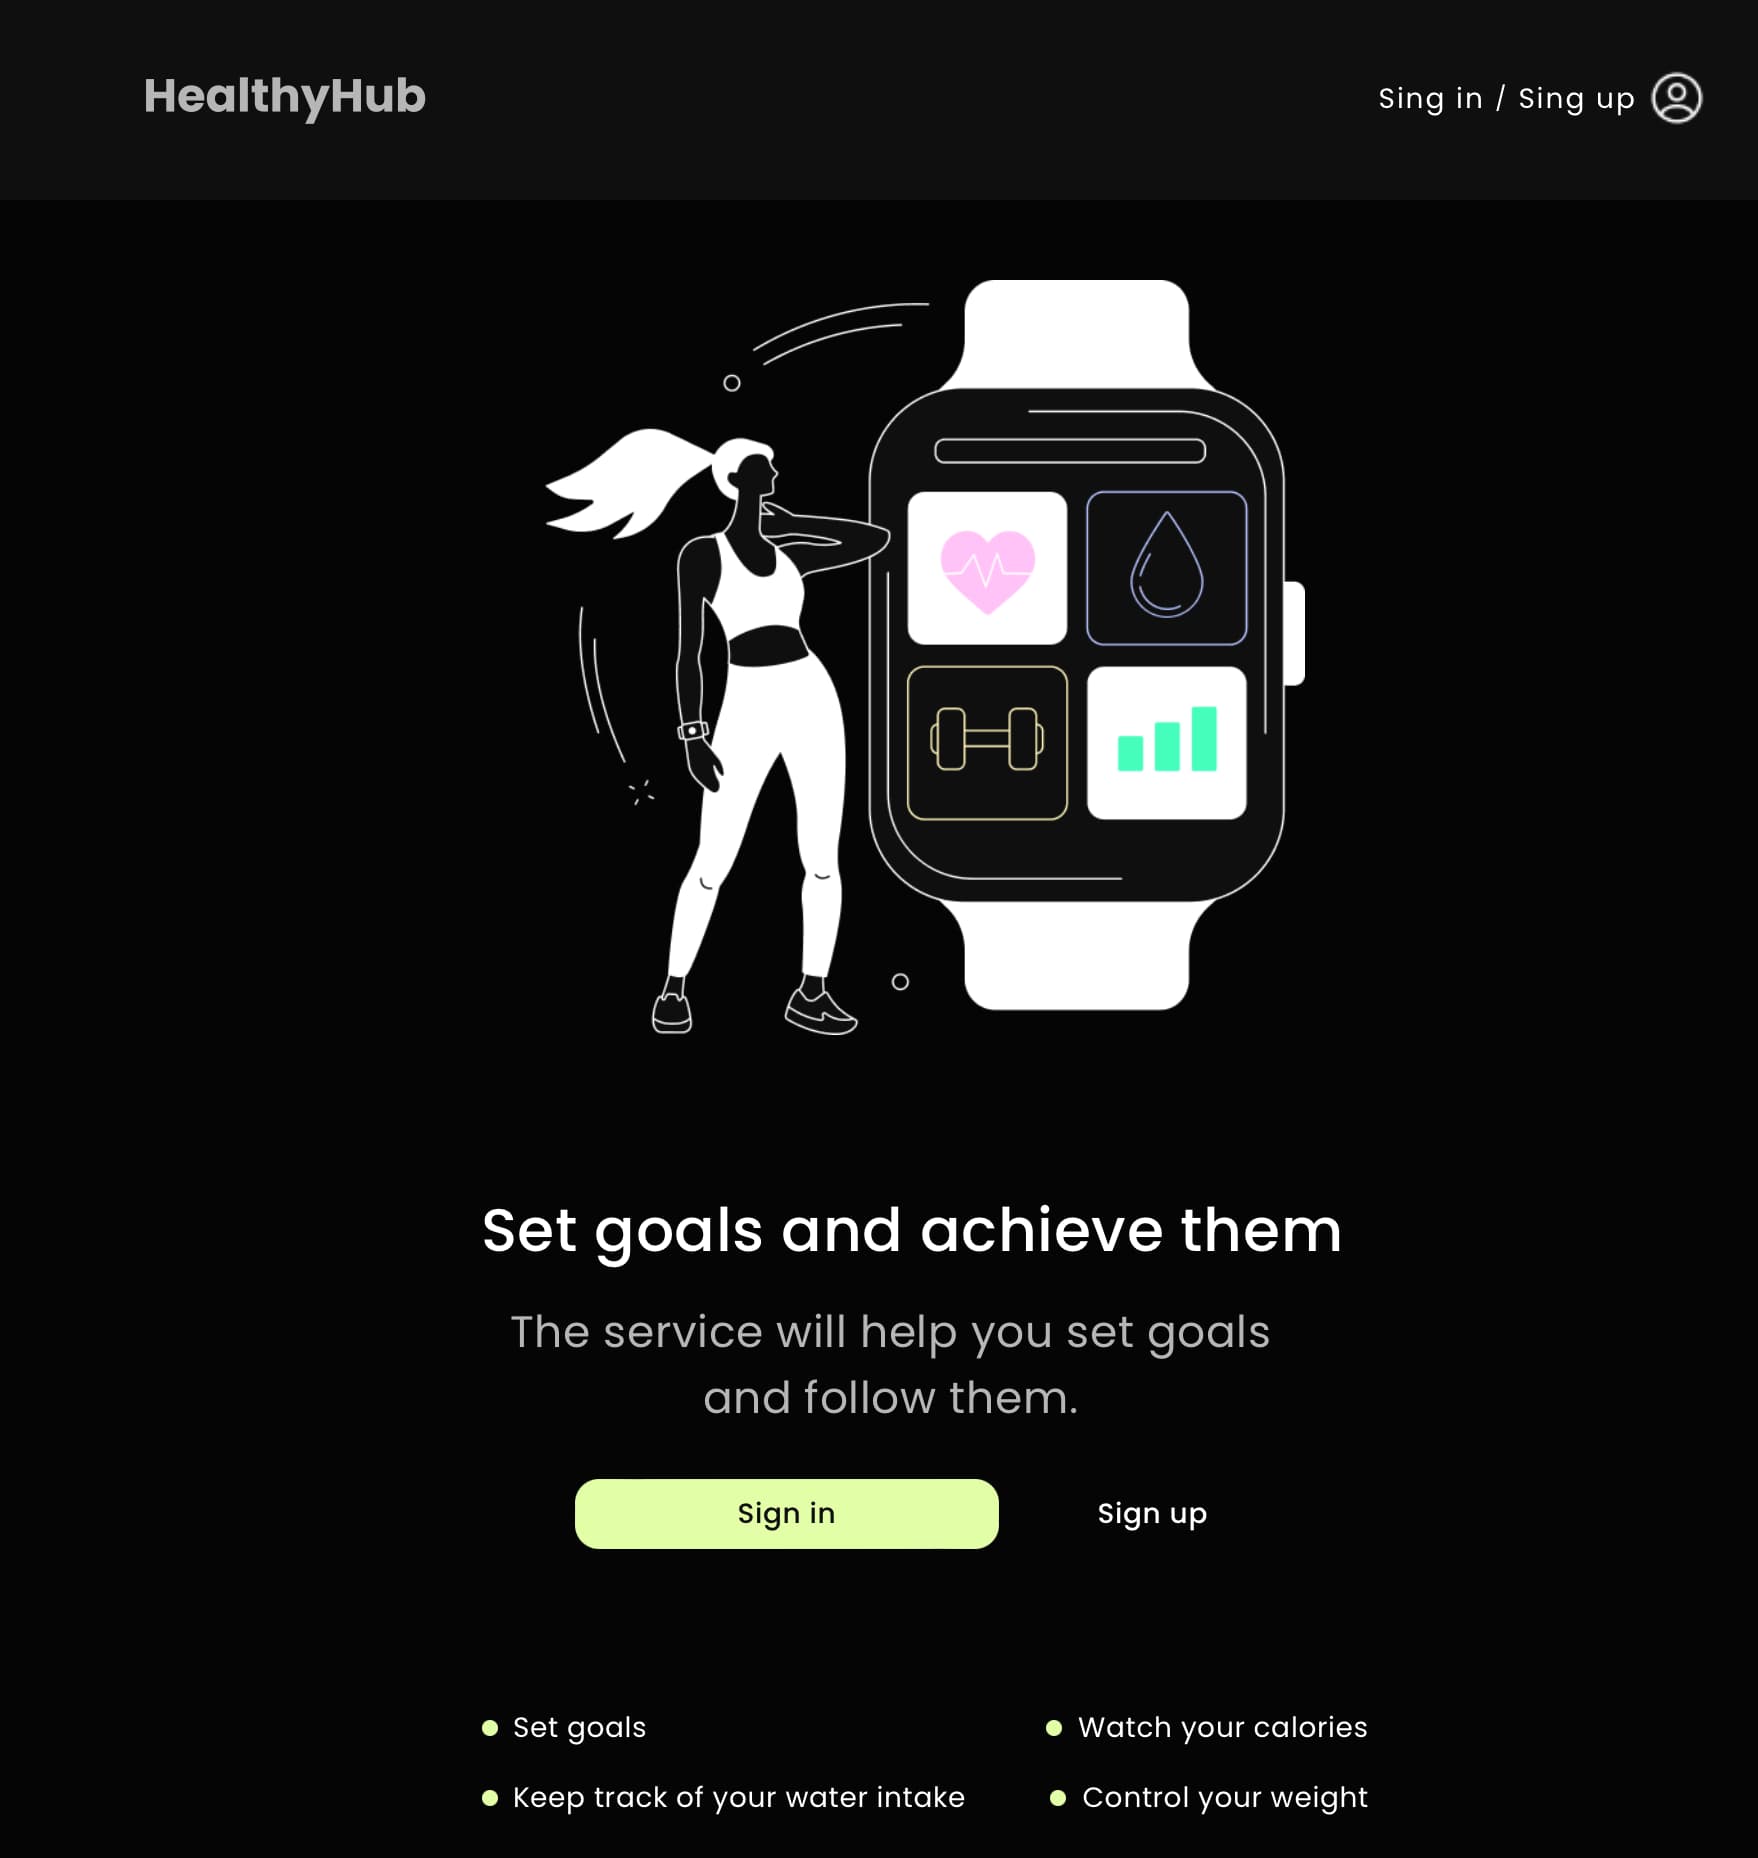 HealthyHub
Sing in / Sing up
Set goals and achieve them
The service will help you set goals
and follow them.
Sign in
Sign up
Set goals
Watch your calories
Keep track of your water intake
Control your weight